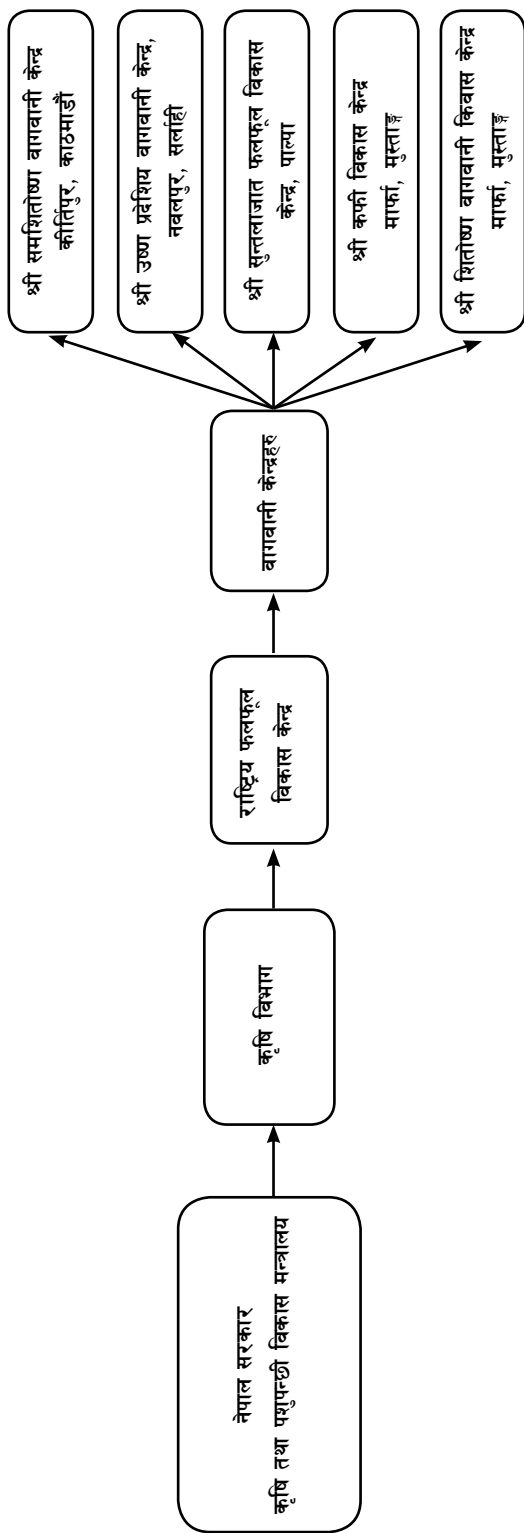 नेपाल सरकार
कृषि तथा पशुपन्छी विकास मन्त्रालय
कृषि विभाग
राष्ट्रिय फलफूल
विकास केन्द्र
बागवानी केन्द्रहरु
श्री समशितोष्ण बागवानी केन्द्र
कीर्तिपुर, काठमाडौं
श्री उष्ण प्रदेशिय बागवानी केन्द्र,
नवलपुर, सर्लाही
श्री सुन्तलाजात फलफूल विकास
केन्द्र, पाल्पा
श्री कफी विकास केन्द्र
मार्फा, मुस्ताङ्ग
श्री शितोष्ण बागवानी किवास केन्द्र
मार्फा, मुस्ताङ्ग